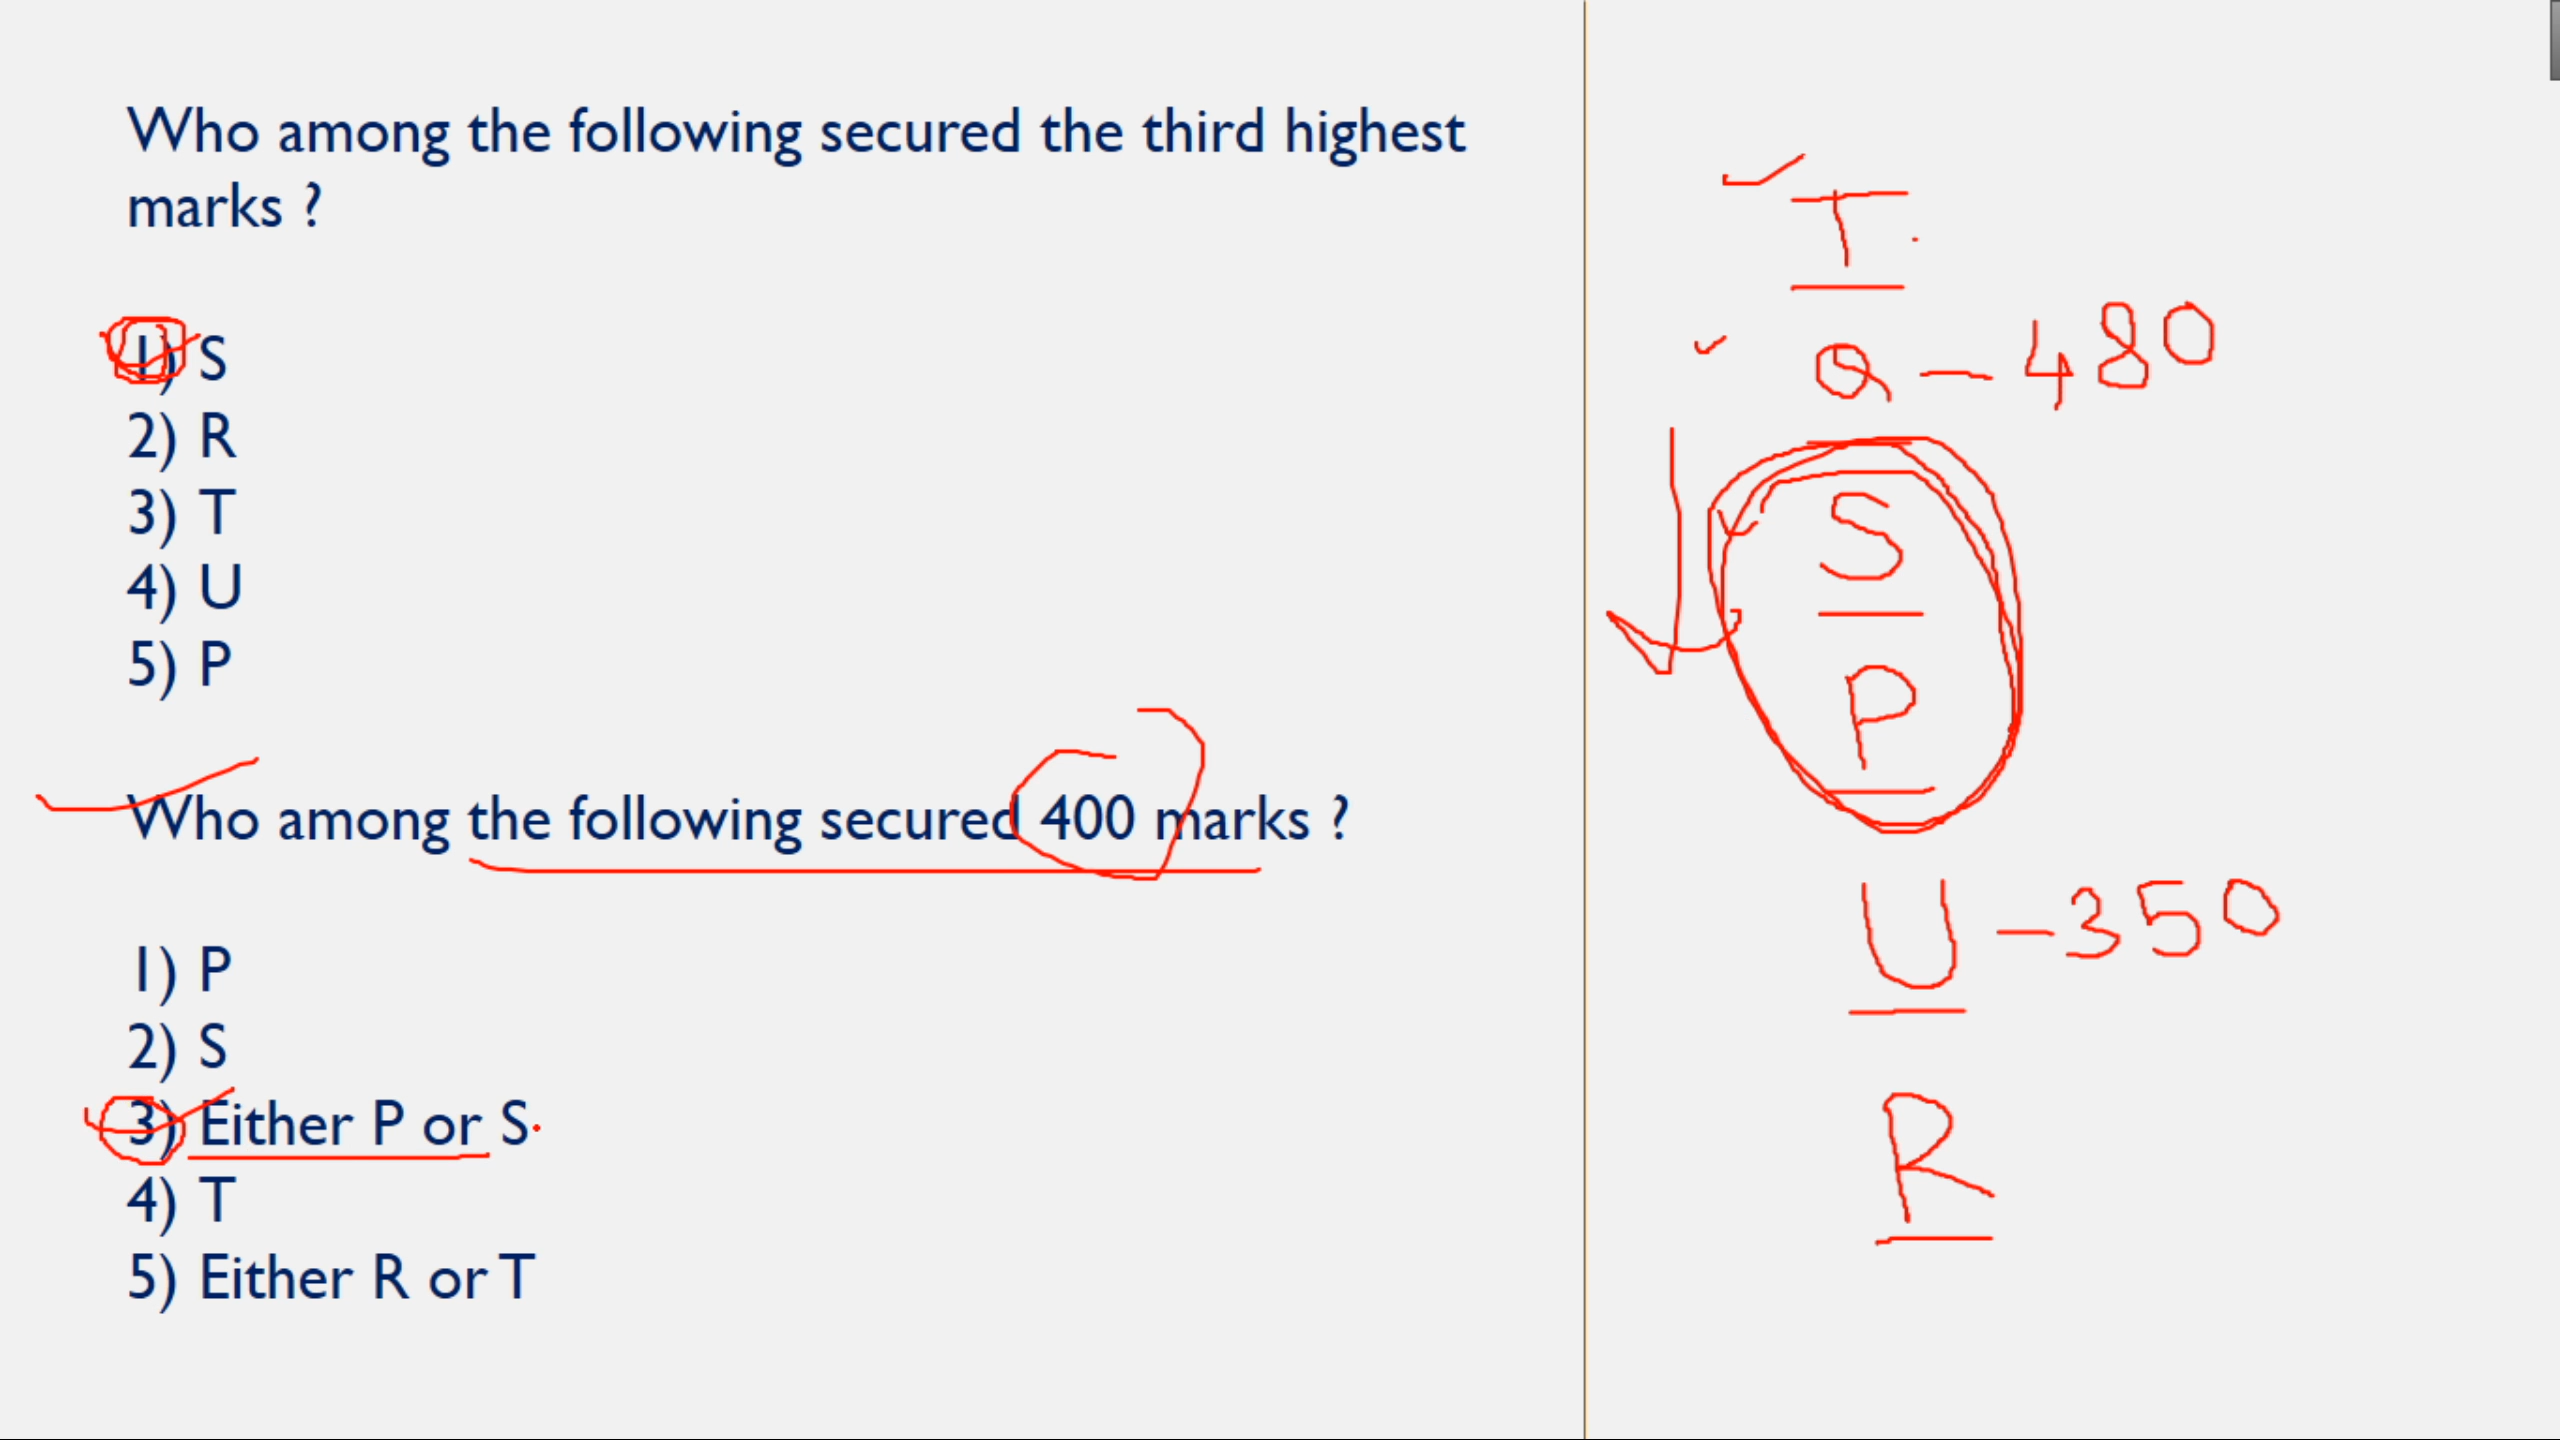 Who among the following secured the third highest
marks ?
1) S
2) R
3) T
4) U
5) P
Who among the following secured 400 marks ?
1) P
2) S
3) Either P or S
4) T
5) Either R or T
T
Q - 480
S
P
U - 350
R